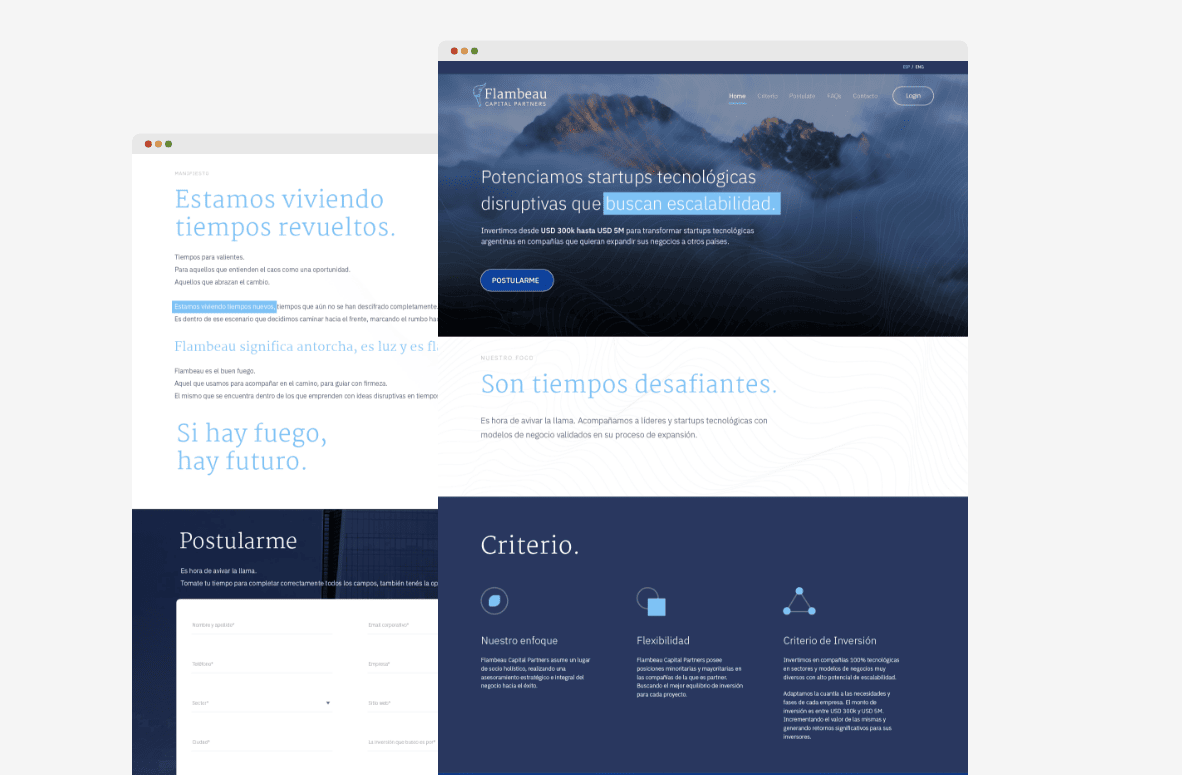 MANIFIESTO
Estamos viviendo
tiempos revueltos.
Tiempos para valientes.
Para aquellos que entienden el caos como una oportunidad.
Aquellos que abrazan el cambio.
Estamos viviendo tiempos nuevos, tiempos que aún no se han descifrado completamente.
Es dentro de ese escenario que decidimos caminar hacia el frente, marcando el rumbo ha
Flambeau significa antorcha, es luz y es fl
Flambeau es el buen fuego.
Aquel que usamos para acompañar en el camino, para guiar con firmeza.
El mismo que se encuentra dentro de los que emprenden con ideas disruptivas en tiempo
Si hay fuego,
hay futuro.
Postularme
Es hora de avivar la llama.
Tomate tu tiempo para completar correctamente todos los campos, también tenés la op
Nombre y apellido*
Email corporativo*
Teléfono*
Empresa*
Sector*
Sitio web*
Ciudad*
La inversión querías es por*
ESP / ENG
Flambeau
CAPITAL PARTNERS
Home Criterio Postulate FAQs Contacto Login
Potenciamos startups tecnológicas
disruptivas que buscan escalabilidad.
Invertimos desde USD 300k hasta USD 5M para transformar startups tecnológicas
argentinas en compañías que quieran expandir sus negocios a otros países.
POSTULARME
NUESTRO FOCO
Son tiempos desafiantes.
Es hora de avivar la llama. Acompañamos a líderes y startups tecnológicas con
modelos de negocio validados en su proceso de expansión.
Criterio.
Nuestro enfoque
Flambeau Capital Partners asume un lugar
de socio holístico, realizando una
asesoramiento estratégico e integral del
negocio hacia el éxito.
Flexibilidad
Flambeau Capital Partners posee
posiciones minoritarias y mayoritarias en
las compañías de la que es partner.
Buscando el mejor equilibrio de inversión
para cada proyecto.
Criterio de Inversión
Invertimos en compañías 100% tecnológicas
en sectores y modelos de negocios muy
diversos con alto potencial de escalabilidad.
Adaptamos la cuantía a las necesidades y
fases de cada empresa. El monto de
inversión es entre USD 300k y USD 5M.
Incrementando el valor de las mismas y
generando retornos significativos para sus
inversores.